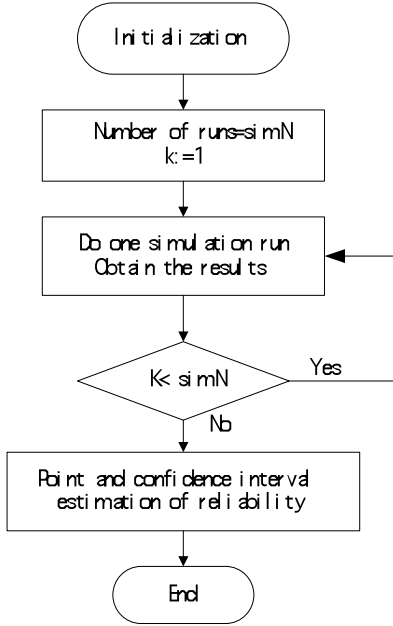 Initialization
Number of runs=simN
k:=1
Do one simulation run
Obtain the results
K< simN
Yes
No
Point and confidence interval
estimation of reliability
End